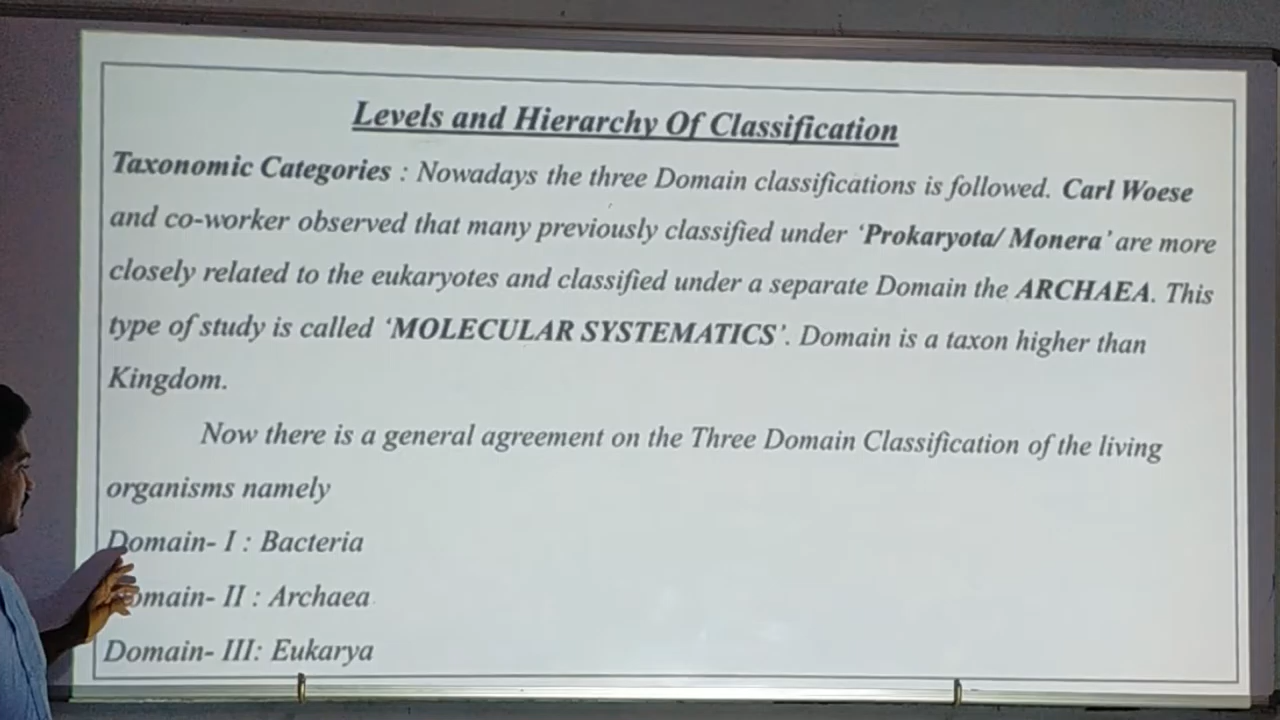 Levels and Hierarchy Of Classification
Taxonomic Categories : Nowadays the three Domain classifications is followed. Carl Woese
and co-worker observed that many previously classified under ‘Prokaryota/ Monera’ are more
closely related to the eukaryotes and classified under a separate Domain the ARCHAEA. This
type of study is called ‘MOLECULAR SYSTEMATICS’. Domain is a taxon higher than
Kingdom.
Now there is a general agreement on the Three Domain Classification of the living
organisms namely
Domain- I : Bacteria
Domain- II : Archaea
Domain- III: Eukarya